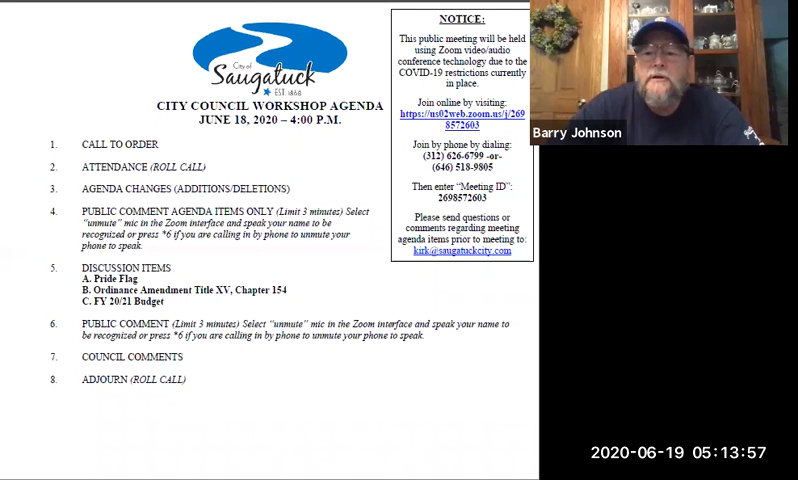 City of
Saugatuck
EST. 1868
CITY COUNCIL WORKSHOP AGENDA
JUNE 18, 2020 – 4:00 P.M.
1. CALL TO ORDER
2. ATTENDANCE (ROLL CALL)
3. AGENDA CHANGES (ADDITIONS/DELETIONS)
4. PUBLIC COMMENT AGENDA ITEMS ONLY (Limit 3 minutes) Select
"unmute" mic in the Zoom interface and speak your name to be
recognized or press *6 if you are calling in by phone to unmute your
phone to speak.
5. DISCUSSION ITEMS
A. Pride Flag
B. Ordinance Amendment Title XV, Chapter 154
C. FY 20/21 Budget
6. PUBLIC COMMENT (Limit 3 minutes) Select "unmute" mic in the Zoom interface and speak your name to
be recognized or press *6 if you are calling in by phone to unmute your phone to speak.
7. COUNCIL COMMENTS
8. ADJOURN (ROLL CALL)
NOTICE:
This public meeting will be held
using Zoom video/audio
conference technology due to the
COVID-19 restrictions currently
in place.
Join online by visiting:
https://us02web.zoom.us/j/269
8572603
Join by phone by dialing:
(312) 626-6799 -or-
(646) 518-9805
Then enter "Meeting ID":
2698572603
Please send questions or
comments regarding meeting
agenda items prior to meeting to:
kirk@saugatuckcity.com
Barry Johnson
2020-06-19 05:13:57